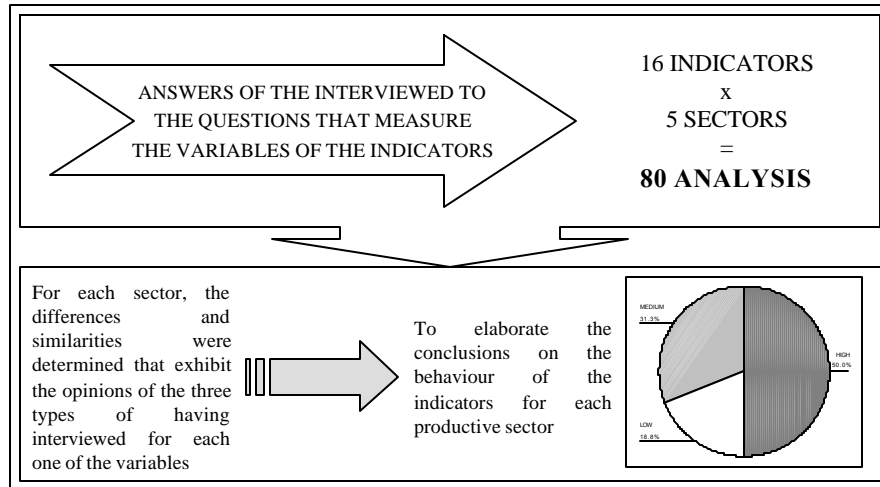 ANSWERS OF THE INTERVIEWED TO
THE QUESTIONS THAT MEASURE
THE VARIABLES OF THE INDICATORS
16 INDICATORS
x
5 SECTORS
=
80 ANALYSIS
For each sector, the
differences and
similarities were
determined that exhibit
the opinions of the three
types of having
interviewed for each
one of the variables
To elaborate the
conclusions on the
behaviour of the
indicators for each
productive sector
MEDIUM
31.3%
HIGH
50.0%
LOW
18.8%